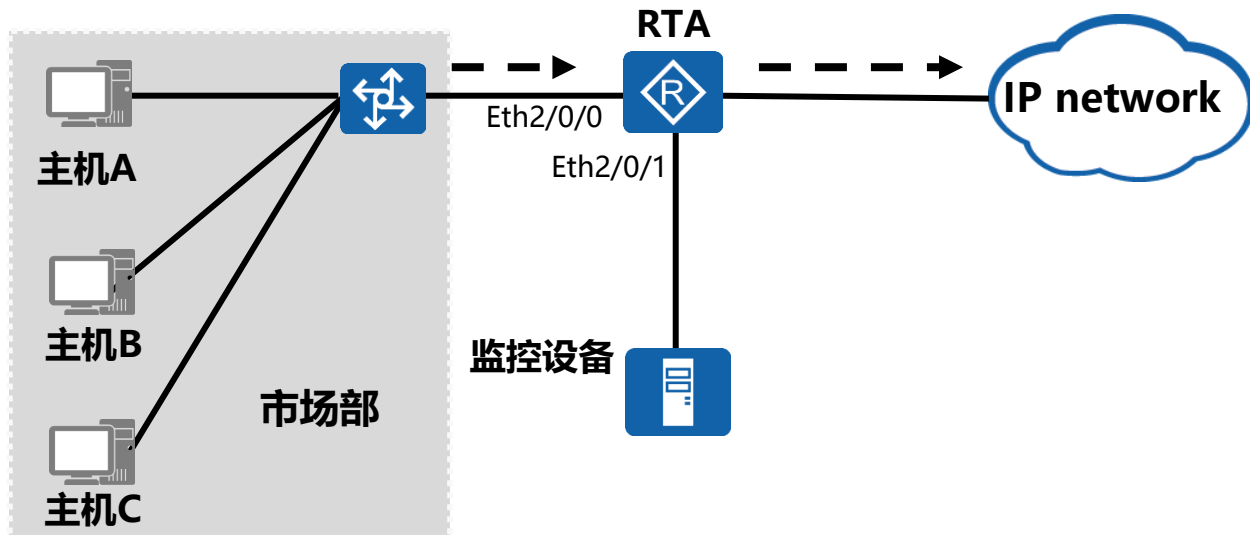 RTA
IP network
Eth2/0/0
Eth2/0/1
主机A
主机B
监控设备
市场部
主机C
R